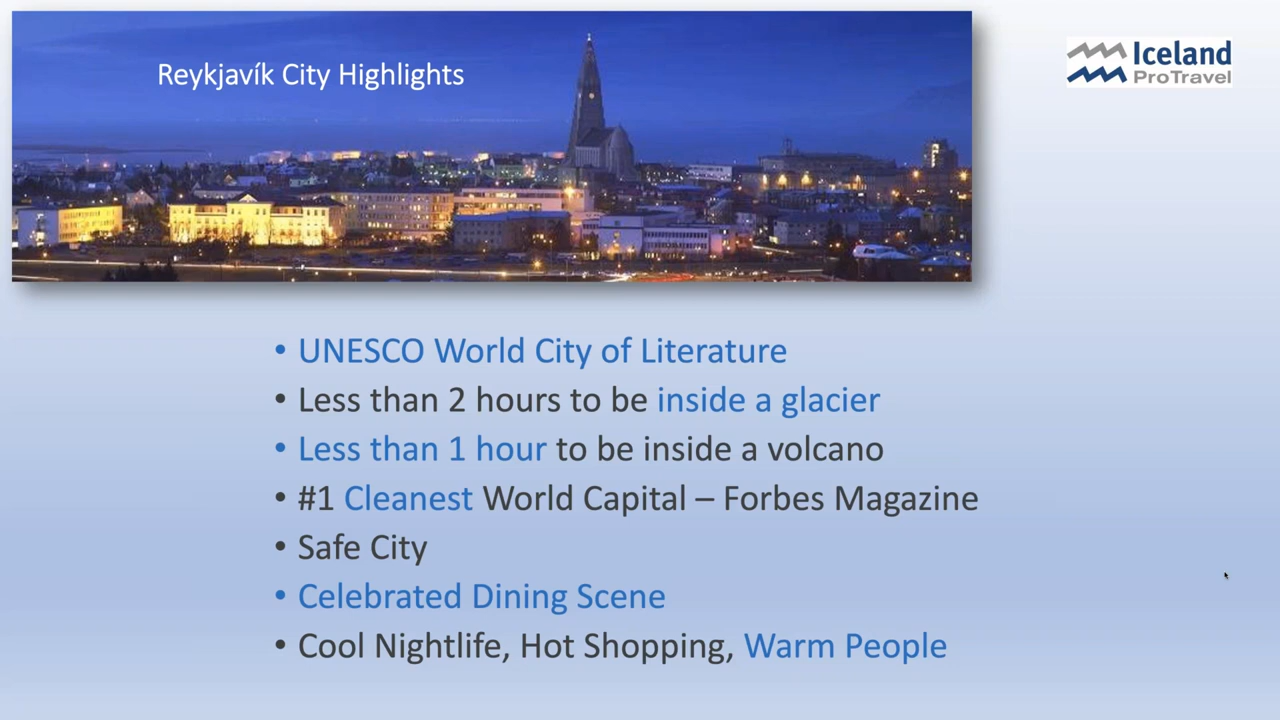 Reykjavík City Highlights
Iceland
ProTravel
• UNESCO World City of Literature
• Less than 2 hours to be inside a glacier
• Less than 1 hour to be inside a volcano
• #1 Cleanest World Capital – Forbes Magazine
• Safe City
• Celebrated Dining Scene
• Cool Nightlife, Hot Shopping, Warm People